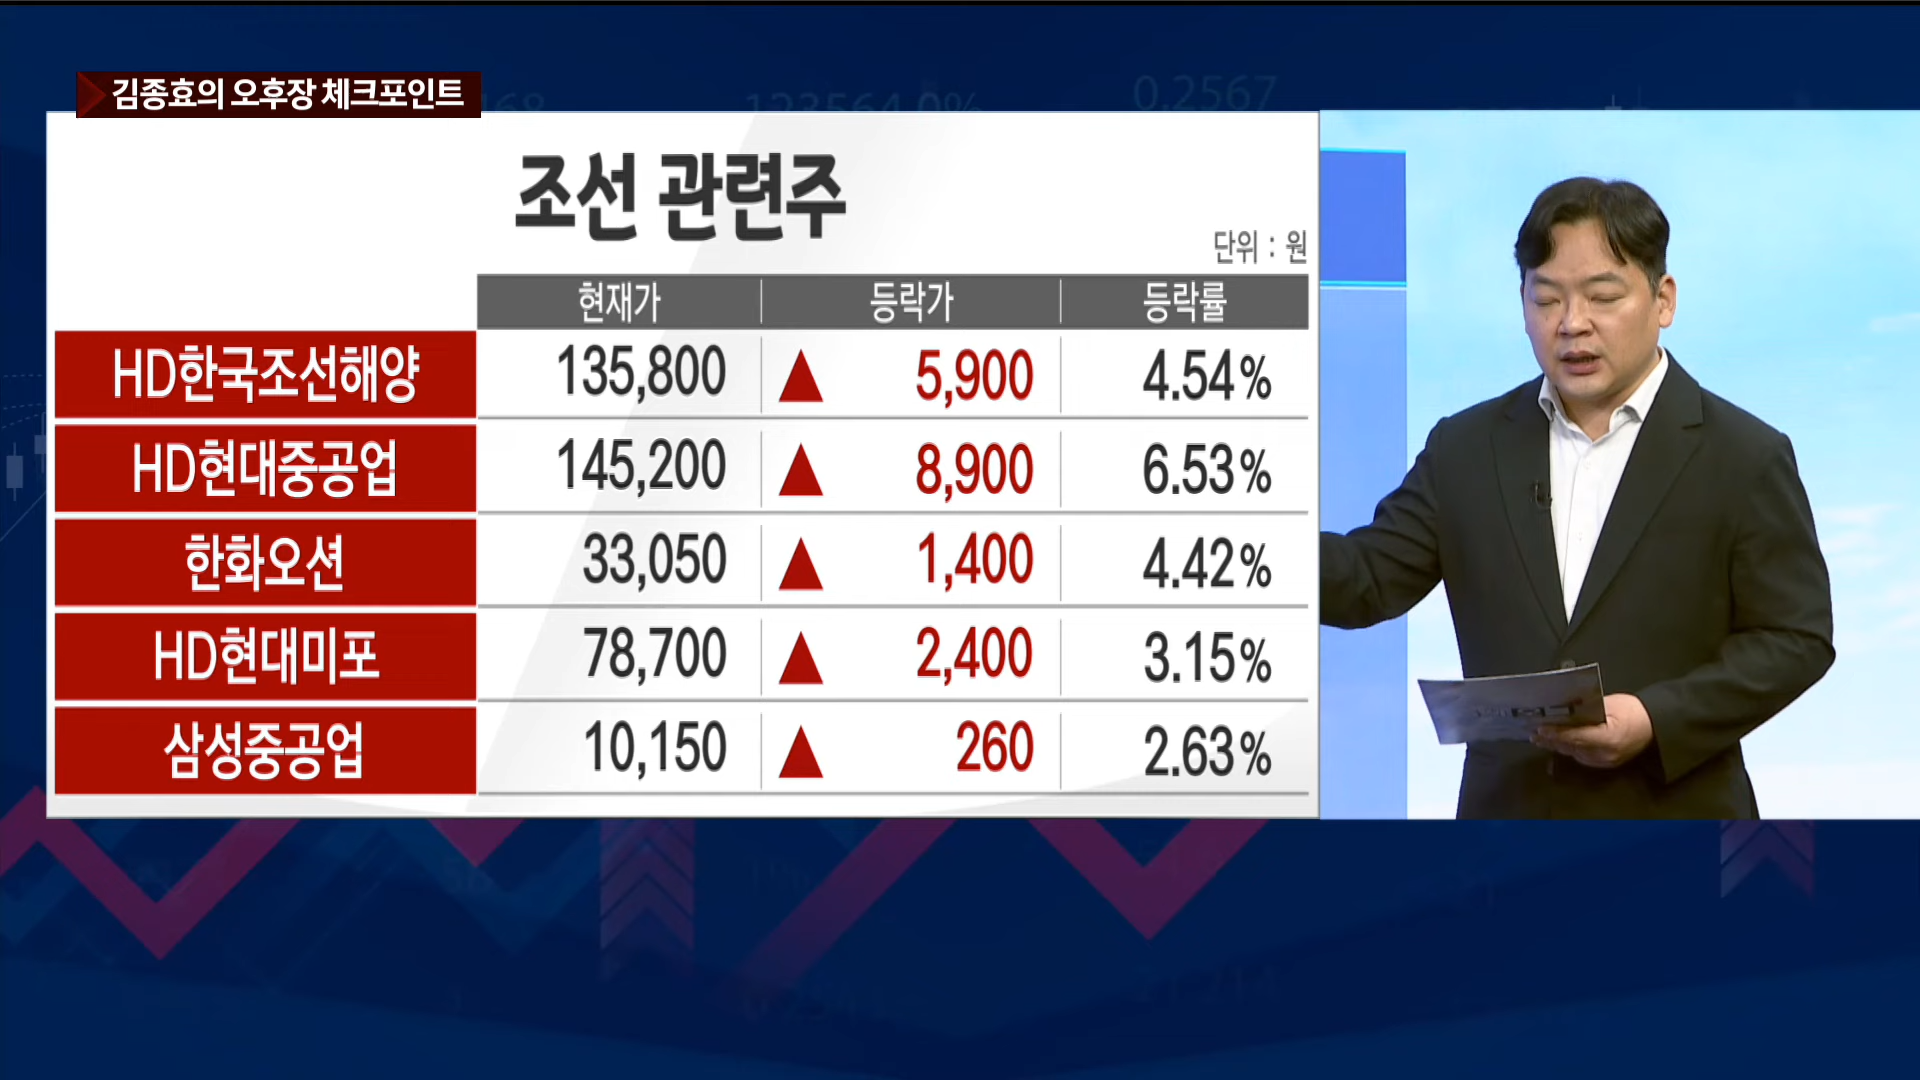 김종효의 오후장 체크포인트
조선 관련주
단위 : 원
현재가 등락가 등락률
HD한국조선해양 135,800 ▲ 5,900 4.54%
HD현대중공업 145,200 ▲ 8,900 6.53%
한화오션 33,050 ▲ 1,400 4.42%
HD현대미포 78,700 ▲ 2,400 3.15%
삼성중공업 10,150 ▲ 260 2.63%
0.2567